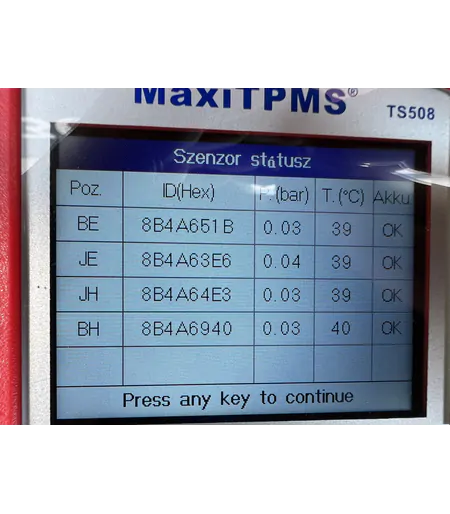 MaxiTPMS®
TS508
Szenzor státusz
Poz. ID(Hex) P.(bar) T.(°C) Akku
BE 8B4A651B 0.03 39 OK
JE 8B4A63E6 0.04 39 OK
JH 8B4A64E3 0.03 39 OK
BH 8B4A6940 0.03 40 OK
Press any key to continue